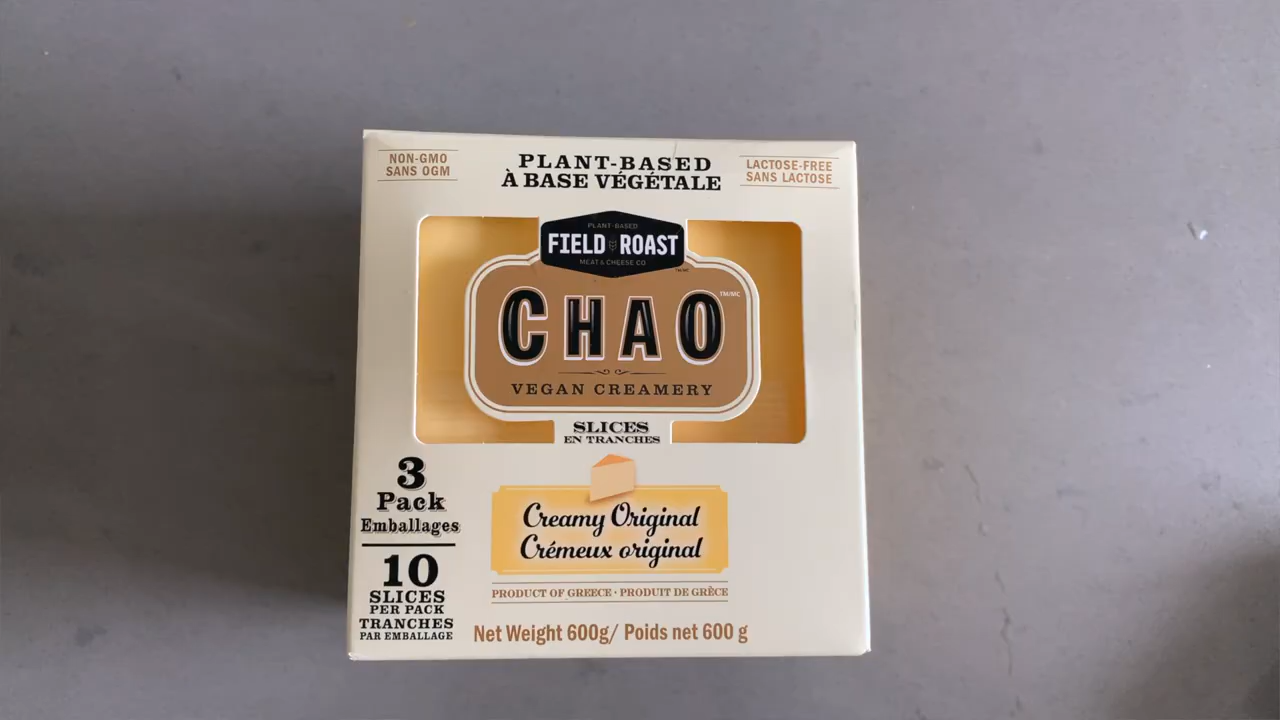 NON-GMO
SANS OGM
PLANT-BASED
À BASE VÉGÉTALE
LACTOSE-FREE
SANS LACTOSE
PLANT-BASED
FIELD ROAST
MEAT & CHEESE CO
TM/MC
CHAO
TM/MC
VEGAN CREAMERY
SLICES
EN TRANCHES
3
Pack
Emballages
10
SLICES
PER PACK
TRANCHES
PAR EMBALLAGE
Creamy Original
Crémeux original
PRODUCT OF GREECE · PRODUIT DE GRÈCE
Net Weight 600g/ Poids net 600 g